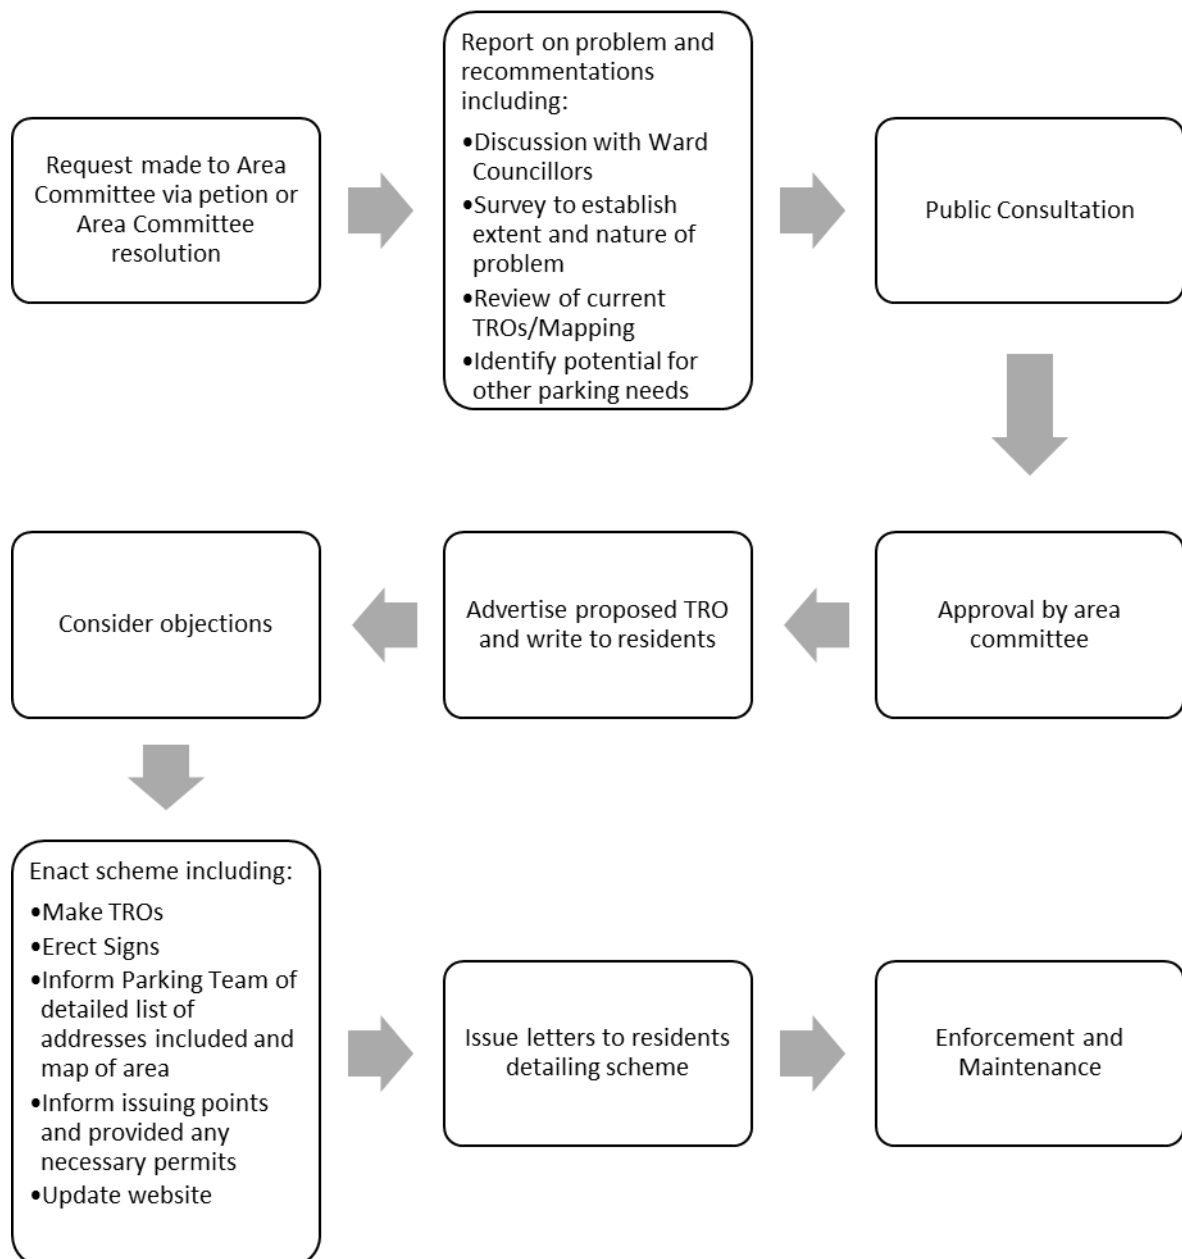 Request made to Area
Committee via petion or
Area Committee
resolution
Report on problem and
recommentations
including:
•Discussion with Ward
Councillors
•Survey to establish
extent and nature of
problem
•Review of current
TROs/Mapping
•Identify potential for
other parking needs
Public Consultation
Approval by area
committee
Advertise proposed TRO
and write to residents
Consider objections
Enact scheme including:
•Make TROs
•Erect Signs
•Inform Parking Team of
detailed list of
addresses included and
map of area
•Inform issuing points
and provided any
necessary permits
•Update website
Issue letters to residents
detailing scheme
Enforcement and
Maintenance